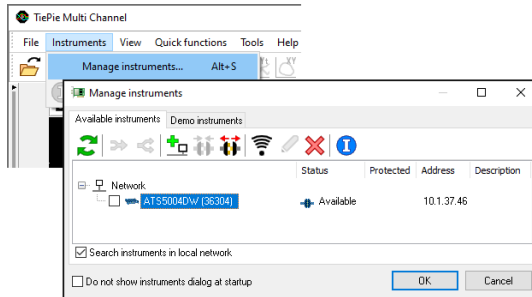 TiePie Multi Channel
File Instruments View Quick functions Tools Help
Manage instruments... Alt+S
Manage instruments
Available instruments Demo instruments
Status Protected Address Description
Network
ATS5004DW (36304) Available 10.1.37.46
Search instruments in local network
Do not show instruments dialog at startup
OK Cancel